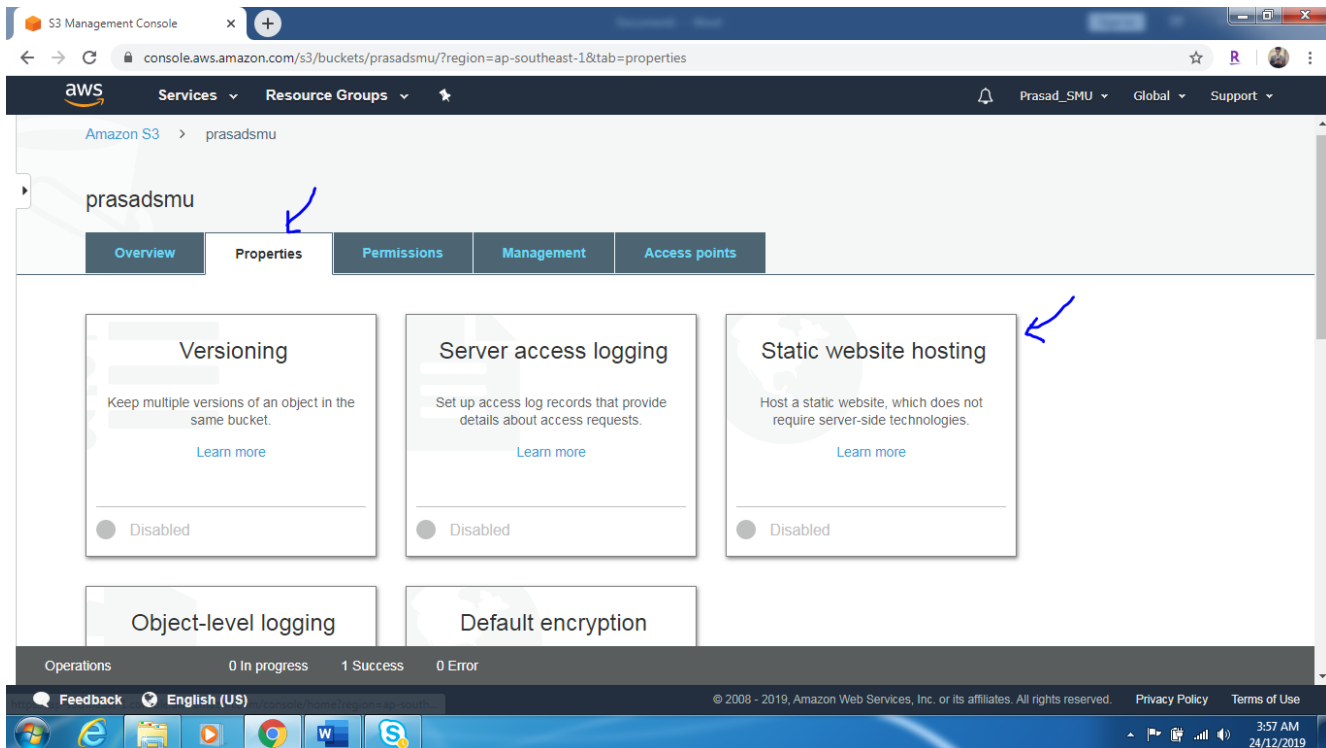 S3 Management Console
console.aws.amazon.com/s3/buckets/prasadsmu/?region=ap-southeast-1&tab=properties
R
aws Services Resource Groups Prasad_SMU Global Support
Amazon S3 > prasadsmu
prasadsmu
Overview Properties Permissions Management Access points
Versioning
Keep multiple versions of an object in the
same bucket.
Learn more
Disabled
Server access logging
Set up access log records that provide
details about access requests.
Learn more
Disabled
Static website hosting
Host a static website, which does not
require server-side technologies.
Learn more
Disabled
Object-level logging
Default encryption
Operations 0 In progress 1 Success 0 Error
Feedback English (US) © 2008 - 2019, Amazon Web Services, Inc. or its affiliates. All rights reserved. Privacy Policy Terms of Use
3:57 AM
24/12/2019